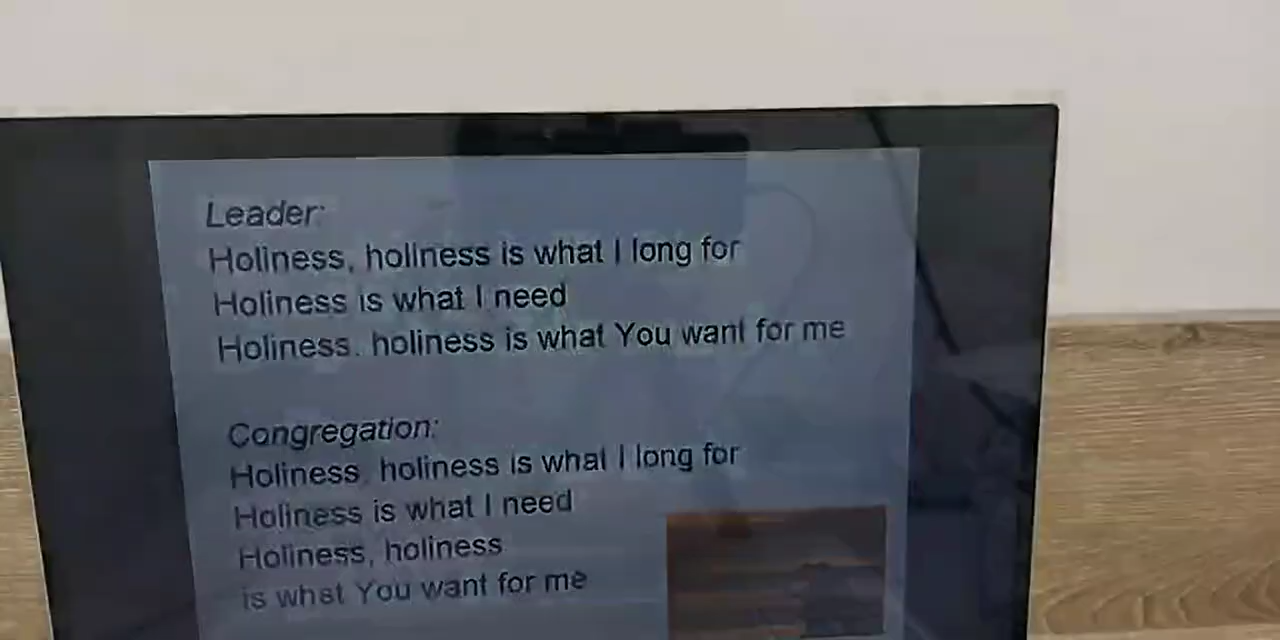 Leader:
Holiness, holiness is what I long for
Holiness is what I need
Holiness, holiness is what You want for me
Congregation:
Holiness, holiness is what I long for
Holiness is what I need
Holiness, holiness
is what You want for me